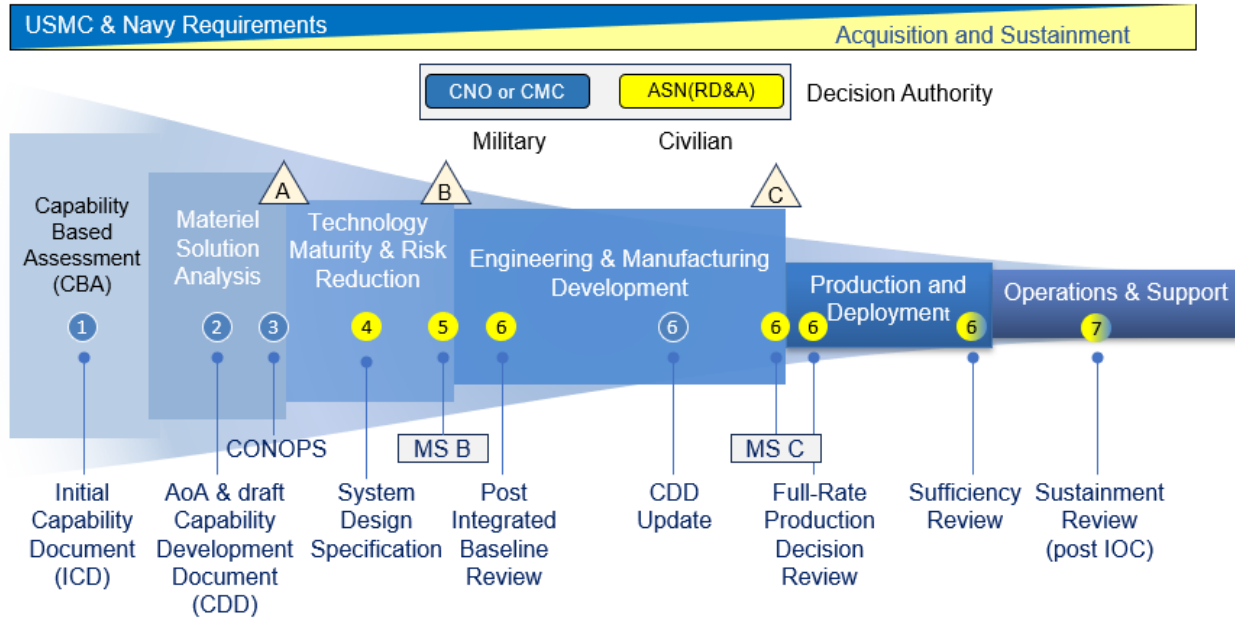 USMC & Navy Requirements
Acquisition and Sustainment
CNO or CMC
ASN(RD&A)
Decision Authority
Military
Civilian
A
B
C
Capability
Based
Assessment
(CBA)
Materiel
Solution
Analysis
Technology
Maturity & Risk
Reduction
Engineering & Manufacturing
Development
Production and
Deployment
Operations & Support
1
2
3
4
5
6
6
6
6
6
7
CONOPS
MS B
MS C
Initial
Capability
Document
(ICD)
AoA & draft
Capability
Development
Document
(CDD)
System
Design
Specification
Post
Integrated
Baseline
Review
CDD
Update
Full-Rate
Production
Decision
Review
Sufficiency
Review
Sustainment
Review
(post IOC)